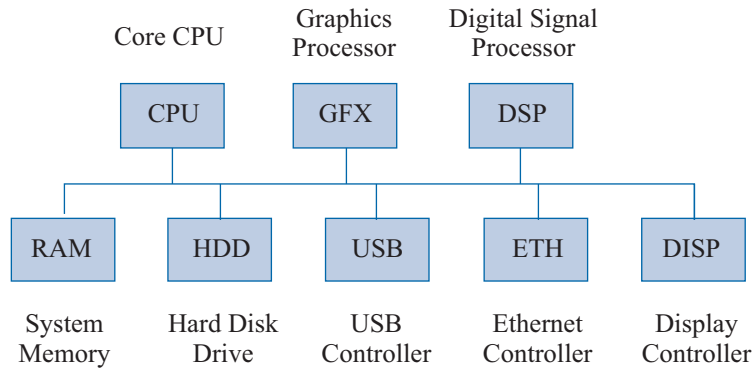 Core CPU
Graphics
Processor
Digital Signal
Processor
CPU
GFX
DSP
RAM
HDD
USB
ETH
DISP
System
Memory
Hard Disk
Drive
USB
Controller
Ethernet
Controller
Display
Controller